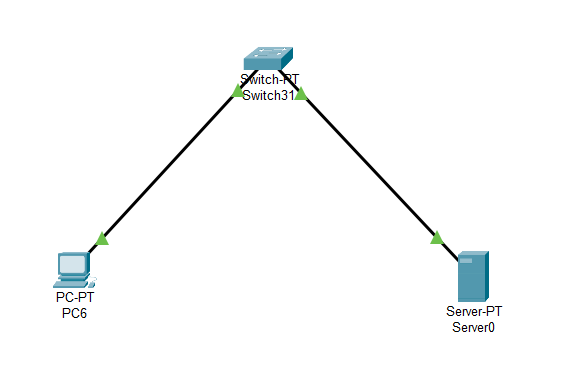 Switch-PT
Switch31
PC-PT
PC6
Server-PT
Server0